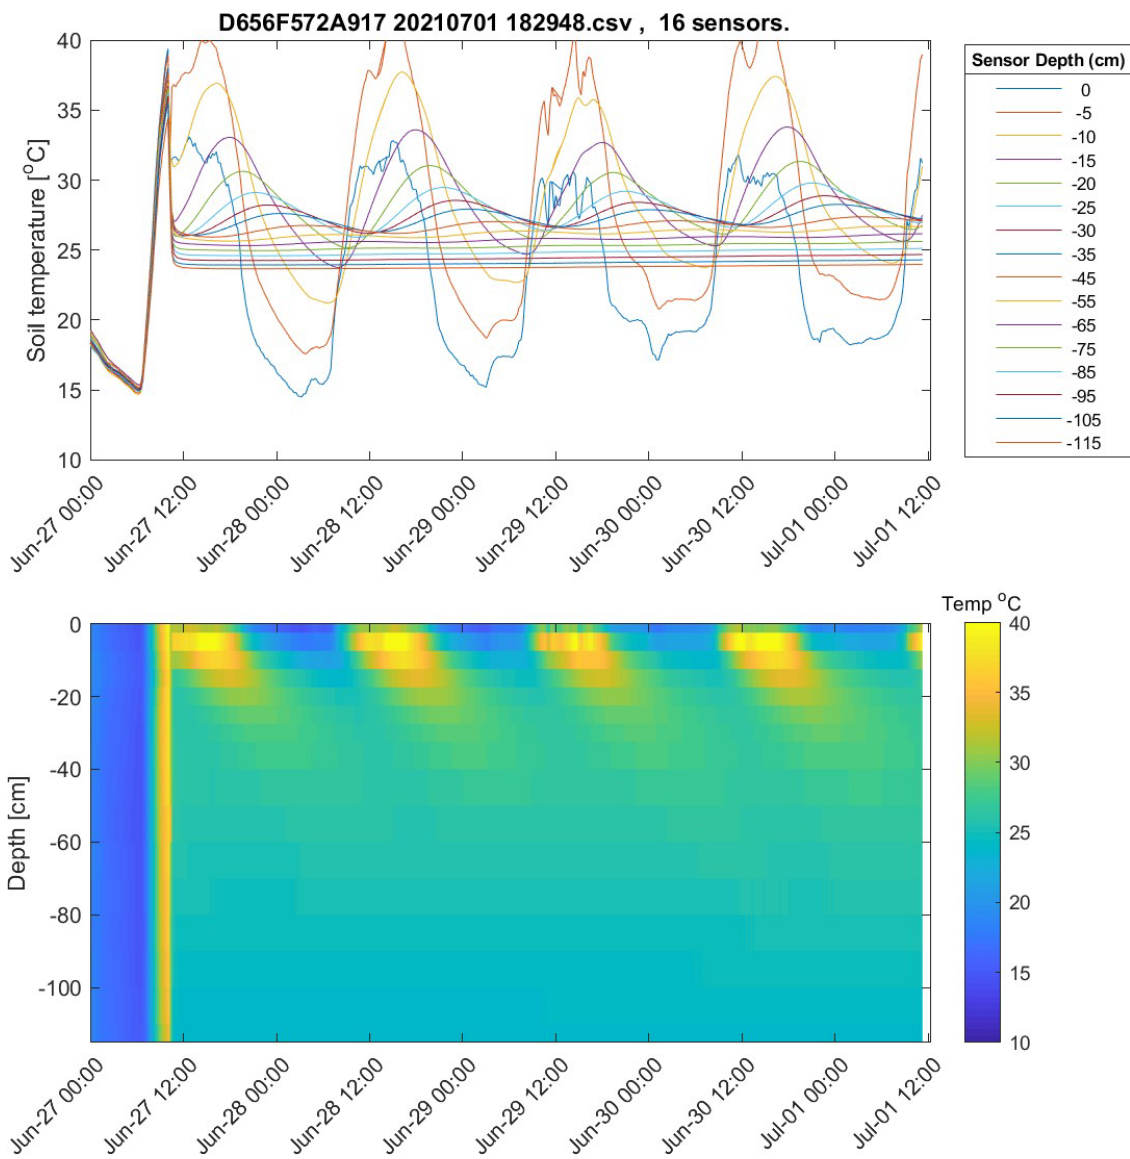 D656F572A917 20210701 182948.csv , 16 sensors.
Soil temperature [°C]
40
35
30
25
20
15
10
Jun-27 00:00
Jun-27 12:00
Jun-28 00:00
Jun-28 12:00
Jun-29 00:00
Jun-29 12:00
Jun-30 00:00
Jun-30 12:00
Jul-01 00:00
Jul-01 12:00
Sensor Depth (cm)
0
-5
-10
-15
-20
-25
-30
-35
-45
-55
-65
-75
-85
-95
-105
-115
Depth [cm]
0
-20
-40
-60
-80
-100
Jun-27 00:00
Jun-27 12:00
Jun-28 00:00
Jun-28 12:00
Jun-29 00:00
Jun-29 12:00
Jun-30 00:00
Jun-30 12:00
Jul-01 00:00
Jul-01 12:00
Temp °C
40
35
30
25
20
15
10